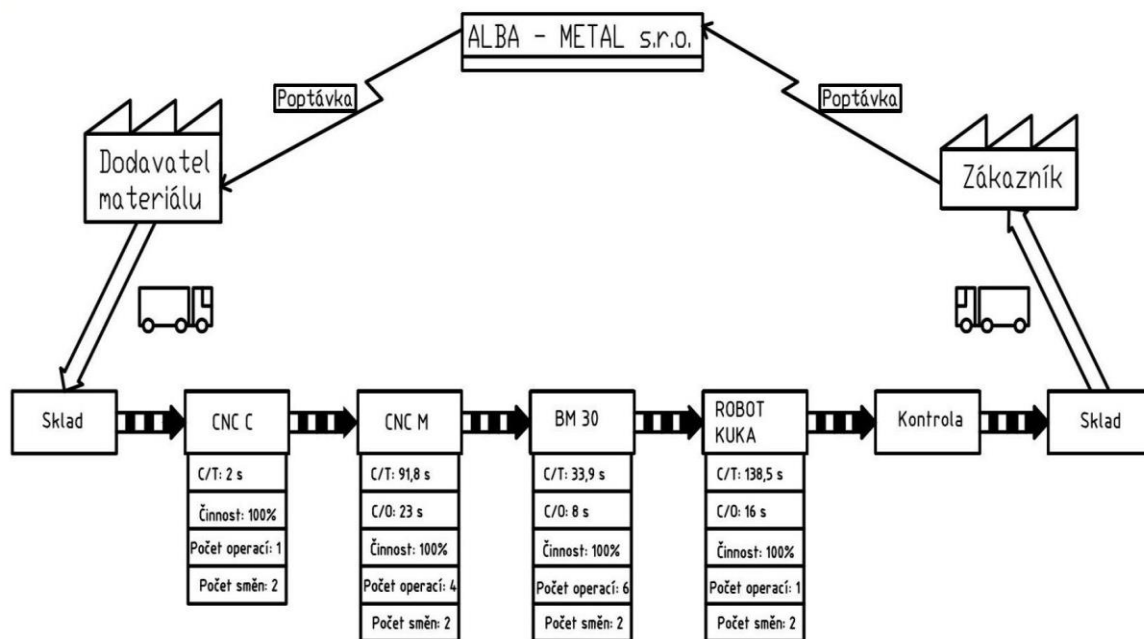 ALBA - METAL s.r.o.
Poptávka
Poptávka
Dodavatel
materiálu
Zákazník
Sklad
CNC C
CNC M
BM 30
ROBOT
KUKA
Kontrola
Sklad
C/T: 2 s
Činnost: 100%
Počet operací: 1
Počet směn: 2
C/T: 91,8 s
C/O: 23 s
Činnost: 100%
Počet operací: 4
Počet směn: 2
C/T: 33,9 s
C/O: 8 s
Činnost: 100%
Počet operací: 6
Počet směn: 2
C/T: 138,5 s
C/O: 16 s
Činnost: 100%
Počet operací: 1
Počet směn: 2